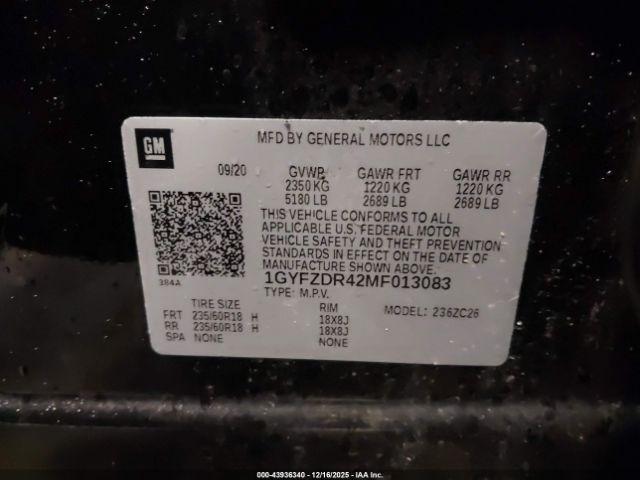 GM
MFD BY GENERAL MOTORS LLC
09/20 GVWR GAWR FRT GAWR RR
2350 KG 1220 KG 1220 KG
5180 LB 2689 LB 2689 LB
THIS VEHICLE CONFORMS TO ALL
APPLICABLE U.S. FEDERAL MOTOR
VEHICLE SAFETY AND THEFT PREVENTION
STANDARDS IN EFFECT ON THE DATE OF
MANUFACTURE SHOWN ABOVE.
384A
1GYFZDR42MF013083
TYPE: M.P.V.
TIRE SIZE RIM MODEL: 236ZC26
FRT 235/60R18 H 18X8J
RR 235/60R18 H 18X8J
SPA NONE NONE
000-43936340 - 12/16/2025 - IAA Inc.